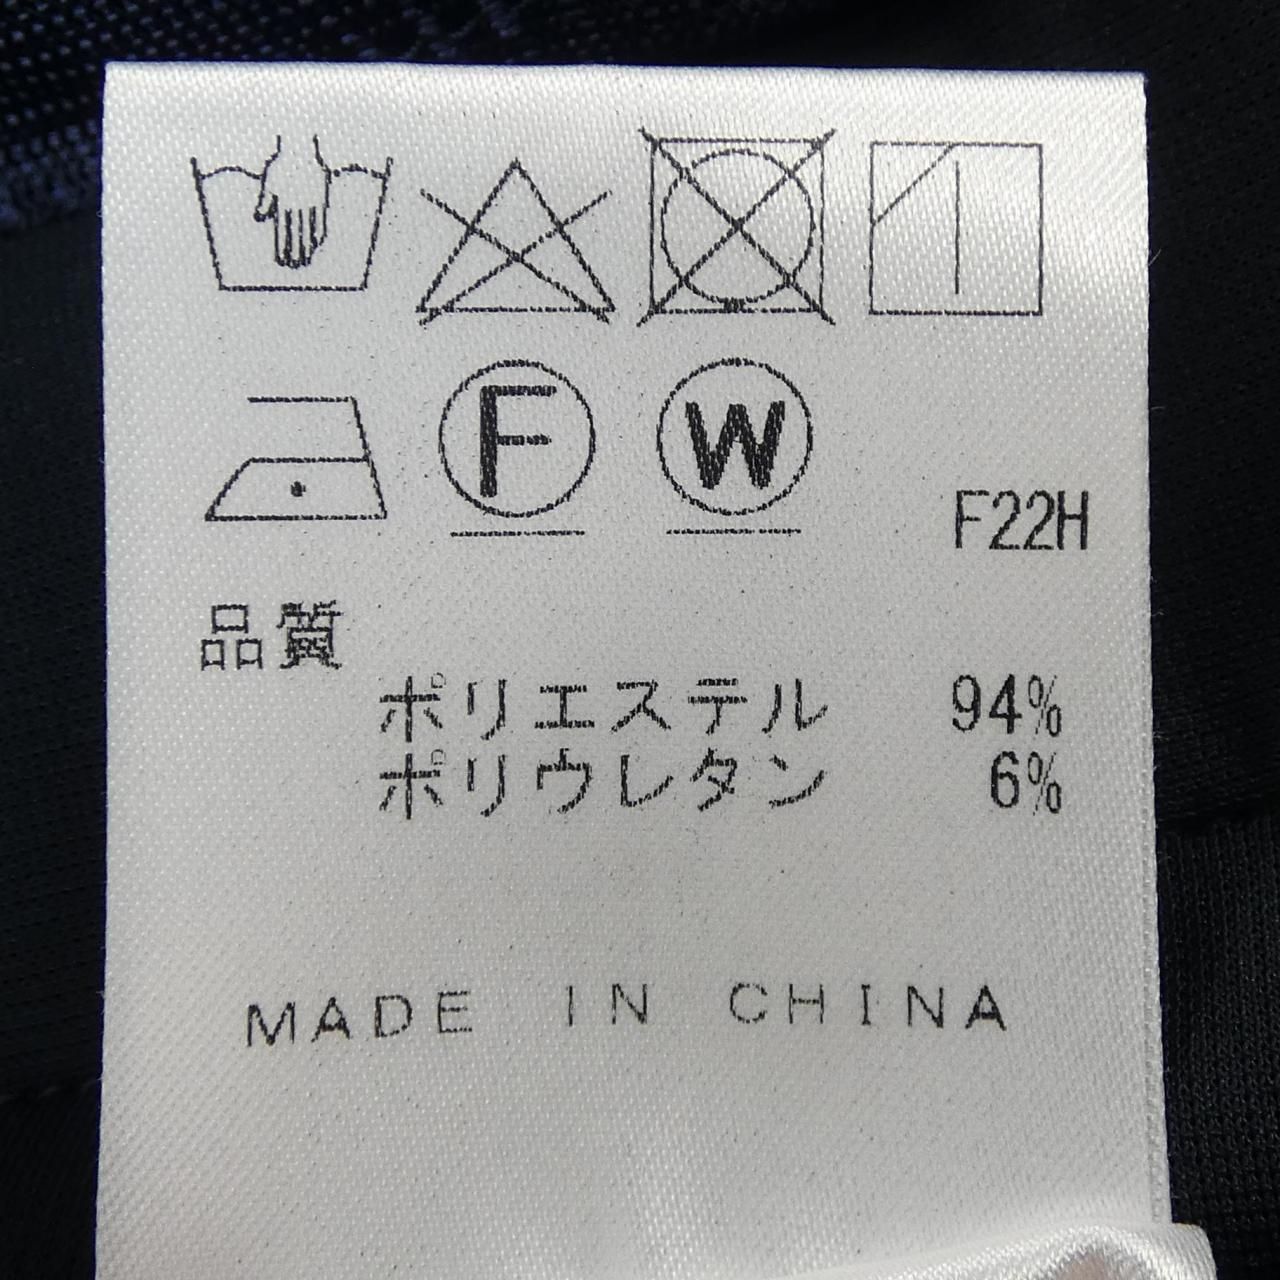 F W
F22H
品質
ポリエステル 94%
ポリウレタン 6%
MADE IN CHINA